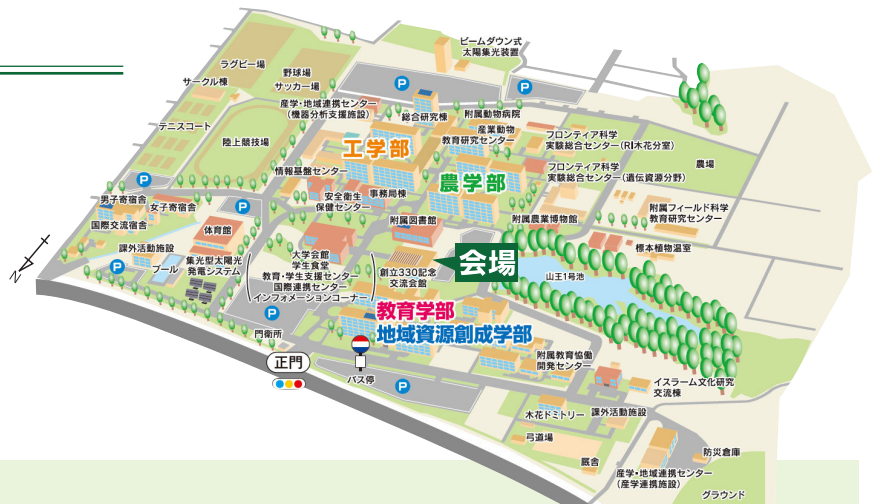 ビームダウン式
太陽集光装置
ラグビー場
野球場
サッカー場
サークル棟
P
P
産学・地域連携センター
(機器分析支援施設)
総合研究棟
附属動物病院
産業動物
教育研究センター
テニスコート
陸上競技場
工学部
フロンティア科学
実験総合センター(RI木花分室)
農場
情報基盤センター
農学部
フロンティア科学
実験総合センター(遺伝資源分野)
P
男子寄宿舎
女子寄宿舎
安全衛生
保健センター
事務局棟
P
国際交流宿舎
体育館
附属図書館
附属農業博物館
附属フィールド科学
教育研究センター
課外活動施設
プール
集光型太陽光
発電システム
大学会館
学生食堂
教育・学生支援センター
国際連携センター
インフォメーションコーナー
創立330記念
交流会館
会場
標本植物温室
山王1号池
N
P
教育学部
地域資源創成学部
門衛所
正門
バス停
P
附属教育協働
開発センター
イスラーム文化研究
交流棟
木花ドミトリー
課外活動施設
弓道場
厩舎
防災倉庫
産学・地域連携センター
(産学連携施設)
グラウンド